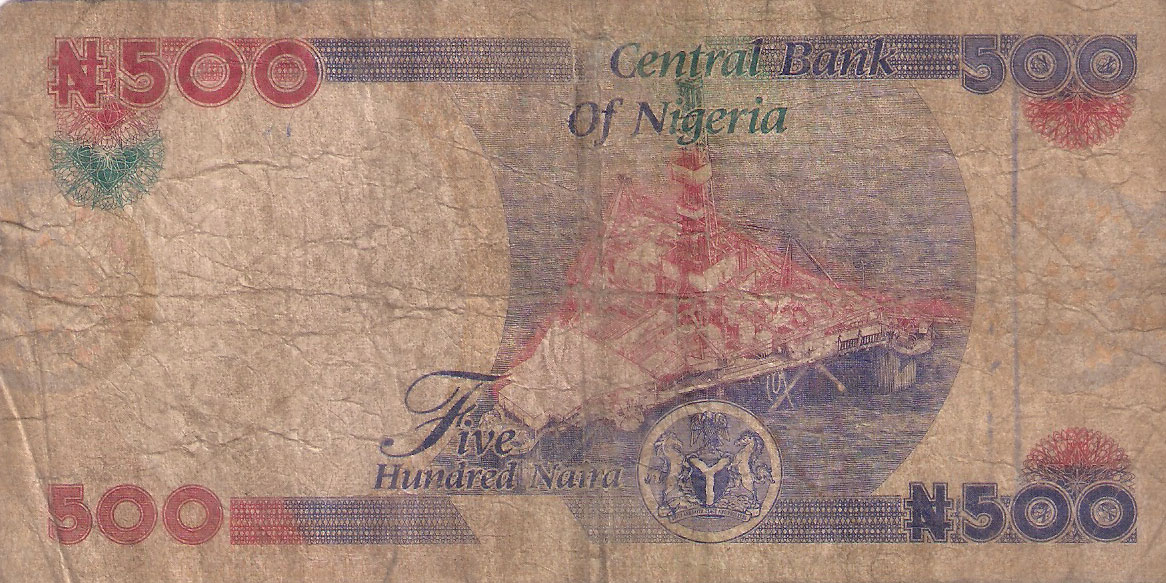 ₦500
Central Bank
Of Nigeria
500
Five
Hundred Naira
500
₦500